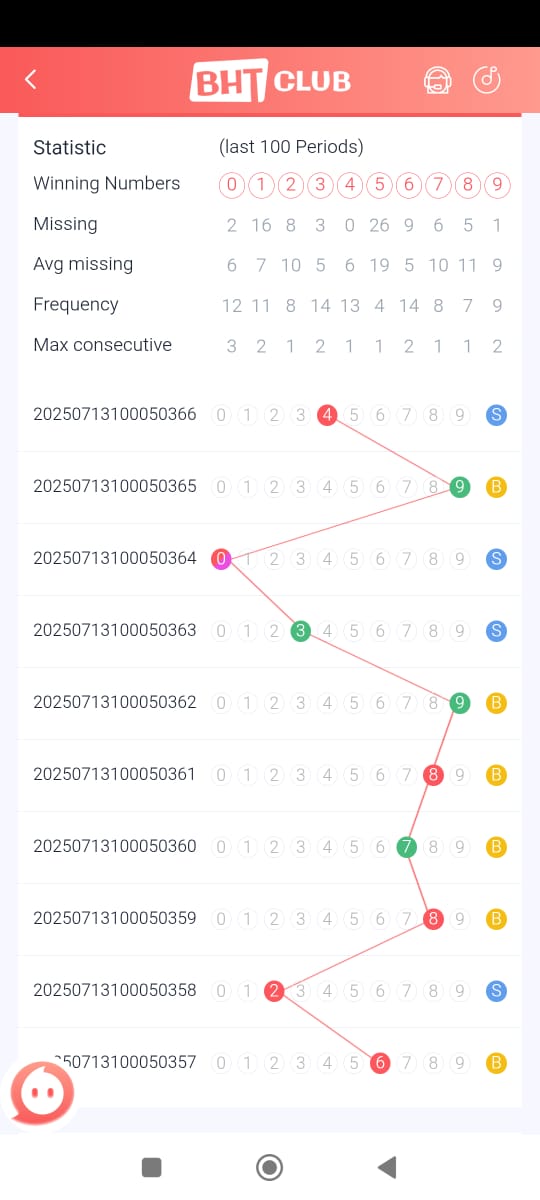 BHT CLUB
Statistic (last 100 Periods)
Winning Numbers 0 1 2 3 4 5 6 7 8 9
Missing 2 16 8 3 0 26 9 6 5 1
Avg missing 6 7 10 5 6 19 5 10 11 9
Frequency 12 11 8 14 13 4 14 8 7 9
Max consecutive 3 2 1 2 1 1 2 1 1 2
20250713100050366 0 1 2 3 4 5 6 7 8 9 S
20250713100050365 0 1 2 3 4 5 6 7 8 9 B
20250713100050364 0 1 2 3 4 5 6 7 8 9 S
20250713100050363 0 1 2 3 4 5 6 7 8 9 S
20250713100050362 0 1 2 3 4 5 6 7 8 9 B
20250713100050361 0 1 2 3 4 5 6 7 8 9 B
20250713100050360 0 1 2 3 4 5 6 7 8 9 B
20250713100050359 0 1 2 3 4 5 6 7 8 9 B
20250713100050358 0 1 2 3 4 5 6 7 8 9 S
50713100050357 0 1 2 3 4 5 6 7 8 9 B